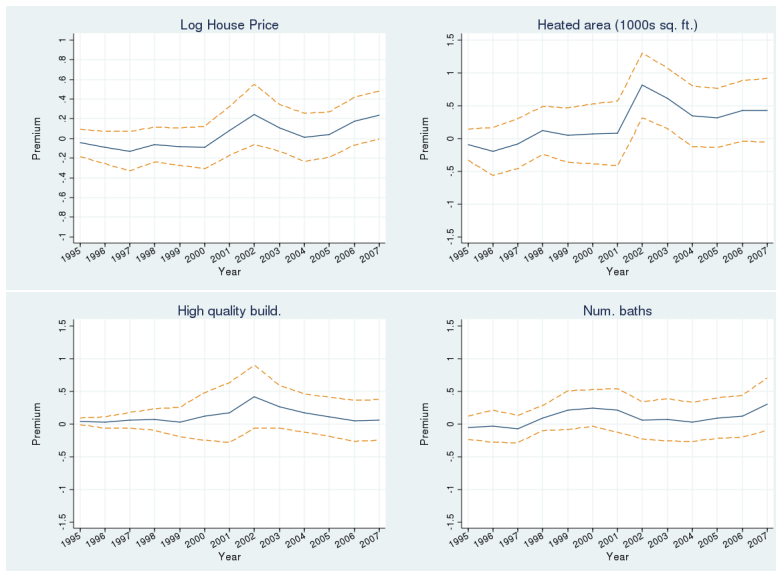 Log House Price
Premium
1 .8 .6 .4 .2 0 -.2 -.4 -.6 -.8 -1
1995 1996 1997 1998 1999 2000 2001 2002 2003 2004 2005 2006 2007
Year
Heated area (1000s sq. ft.)
Premium
1.5 1 .5 0 -.5 -1 -1.5
1995 1996 1997 1998 1999 2000 2001 2002 2003 2004 2005 2006 2007
Year
High quality build.
Premium
1.5 1 .5 0 -.5 -1 -1.5
1995 1996 1997 1998 1999 2000 2001 2002 2003 2004 2005 2006 2007
Year
Num. baths
Premium
1.5 1 .5 0 -.5 -1 -1.5
1995 1996 1997 1998 1999 2000 2001 2002 2003 2004 2005 2006 2007
Year